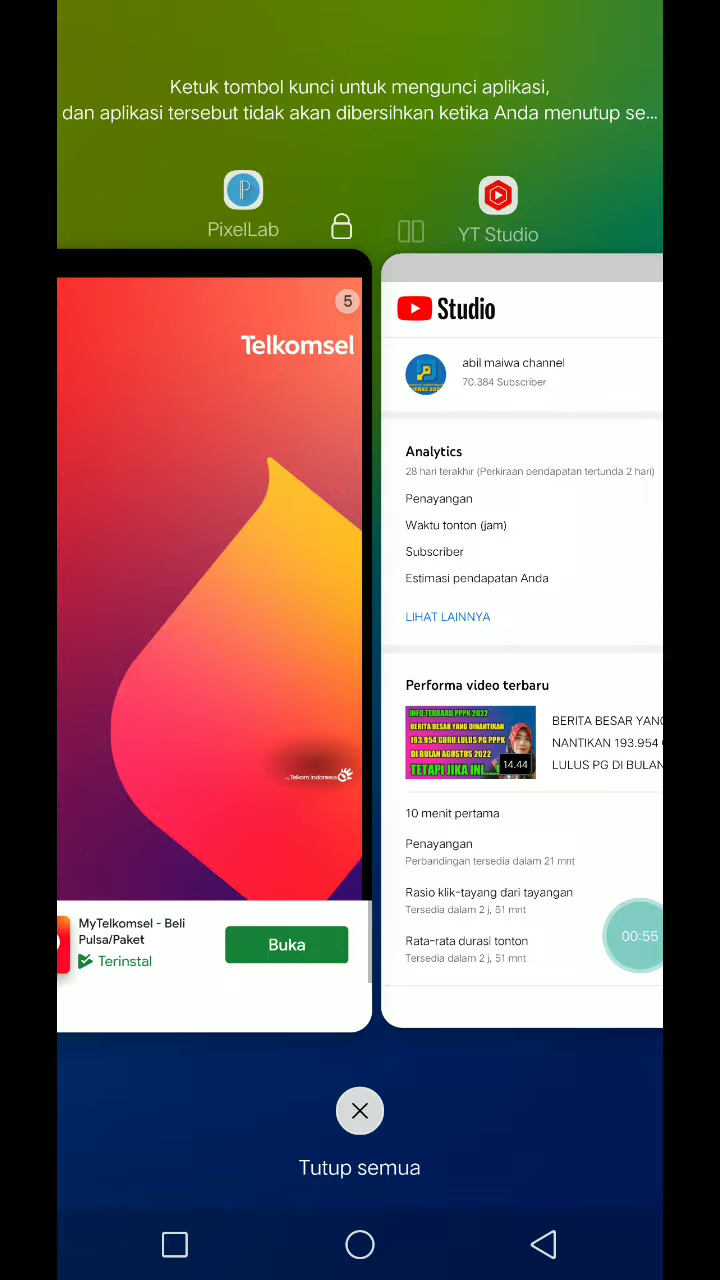 Ketuk tombol kunci untuk mengunci aplikasi,
dan aplikasi tersebut tidak akan dibersihkan ketika Anda menutup se...
PixelLab
YT Studio
5
Telkomsel
by Telkom Indonesia
MyTelkomsel - Beli
Pulsa/Paket
Terinstal
Buka
Studio
abil maiwa channel
70.384 Subscriber
Analytics
28 hari terakhir (Perkiraan pendapatan tertunda 2 hari)
Penayangan
Waktu tonton (jam)
Subscriber
Estimasi pendapatan Anda
LIHAT LAINNYA
Performa video terbaru
INFO TERBARU PPPK 2022
BERITA BESAR YANG DINANTIKAN
193.954 GURU LULUS PG PPPK
DI BULAN AGUSTUS 2022
TETAPI JIKA INI.....
14.44
BERITA BESAR YANG
NANTIKAN 193.954
LULUS PG DI BULAN
10 menit pertama
Penayangan
Perbandingan tersedia dalam 21 mnt
Rasio klik-tayang dari tayangan
Tersedia dalam 2 j, 51 mnt
Rata-rata durasi tonton
Tersedia dalam 2 j, 51 mnt
00:55
Tutup semua